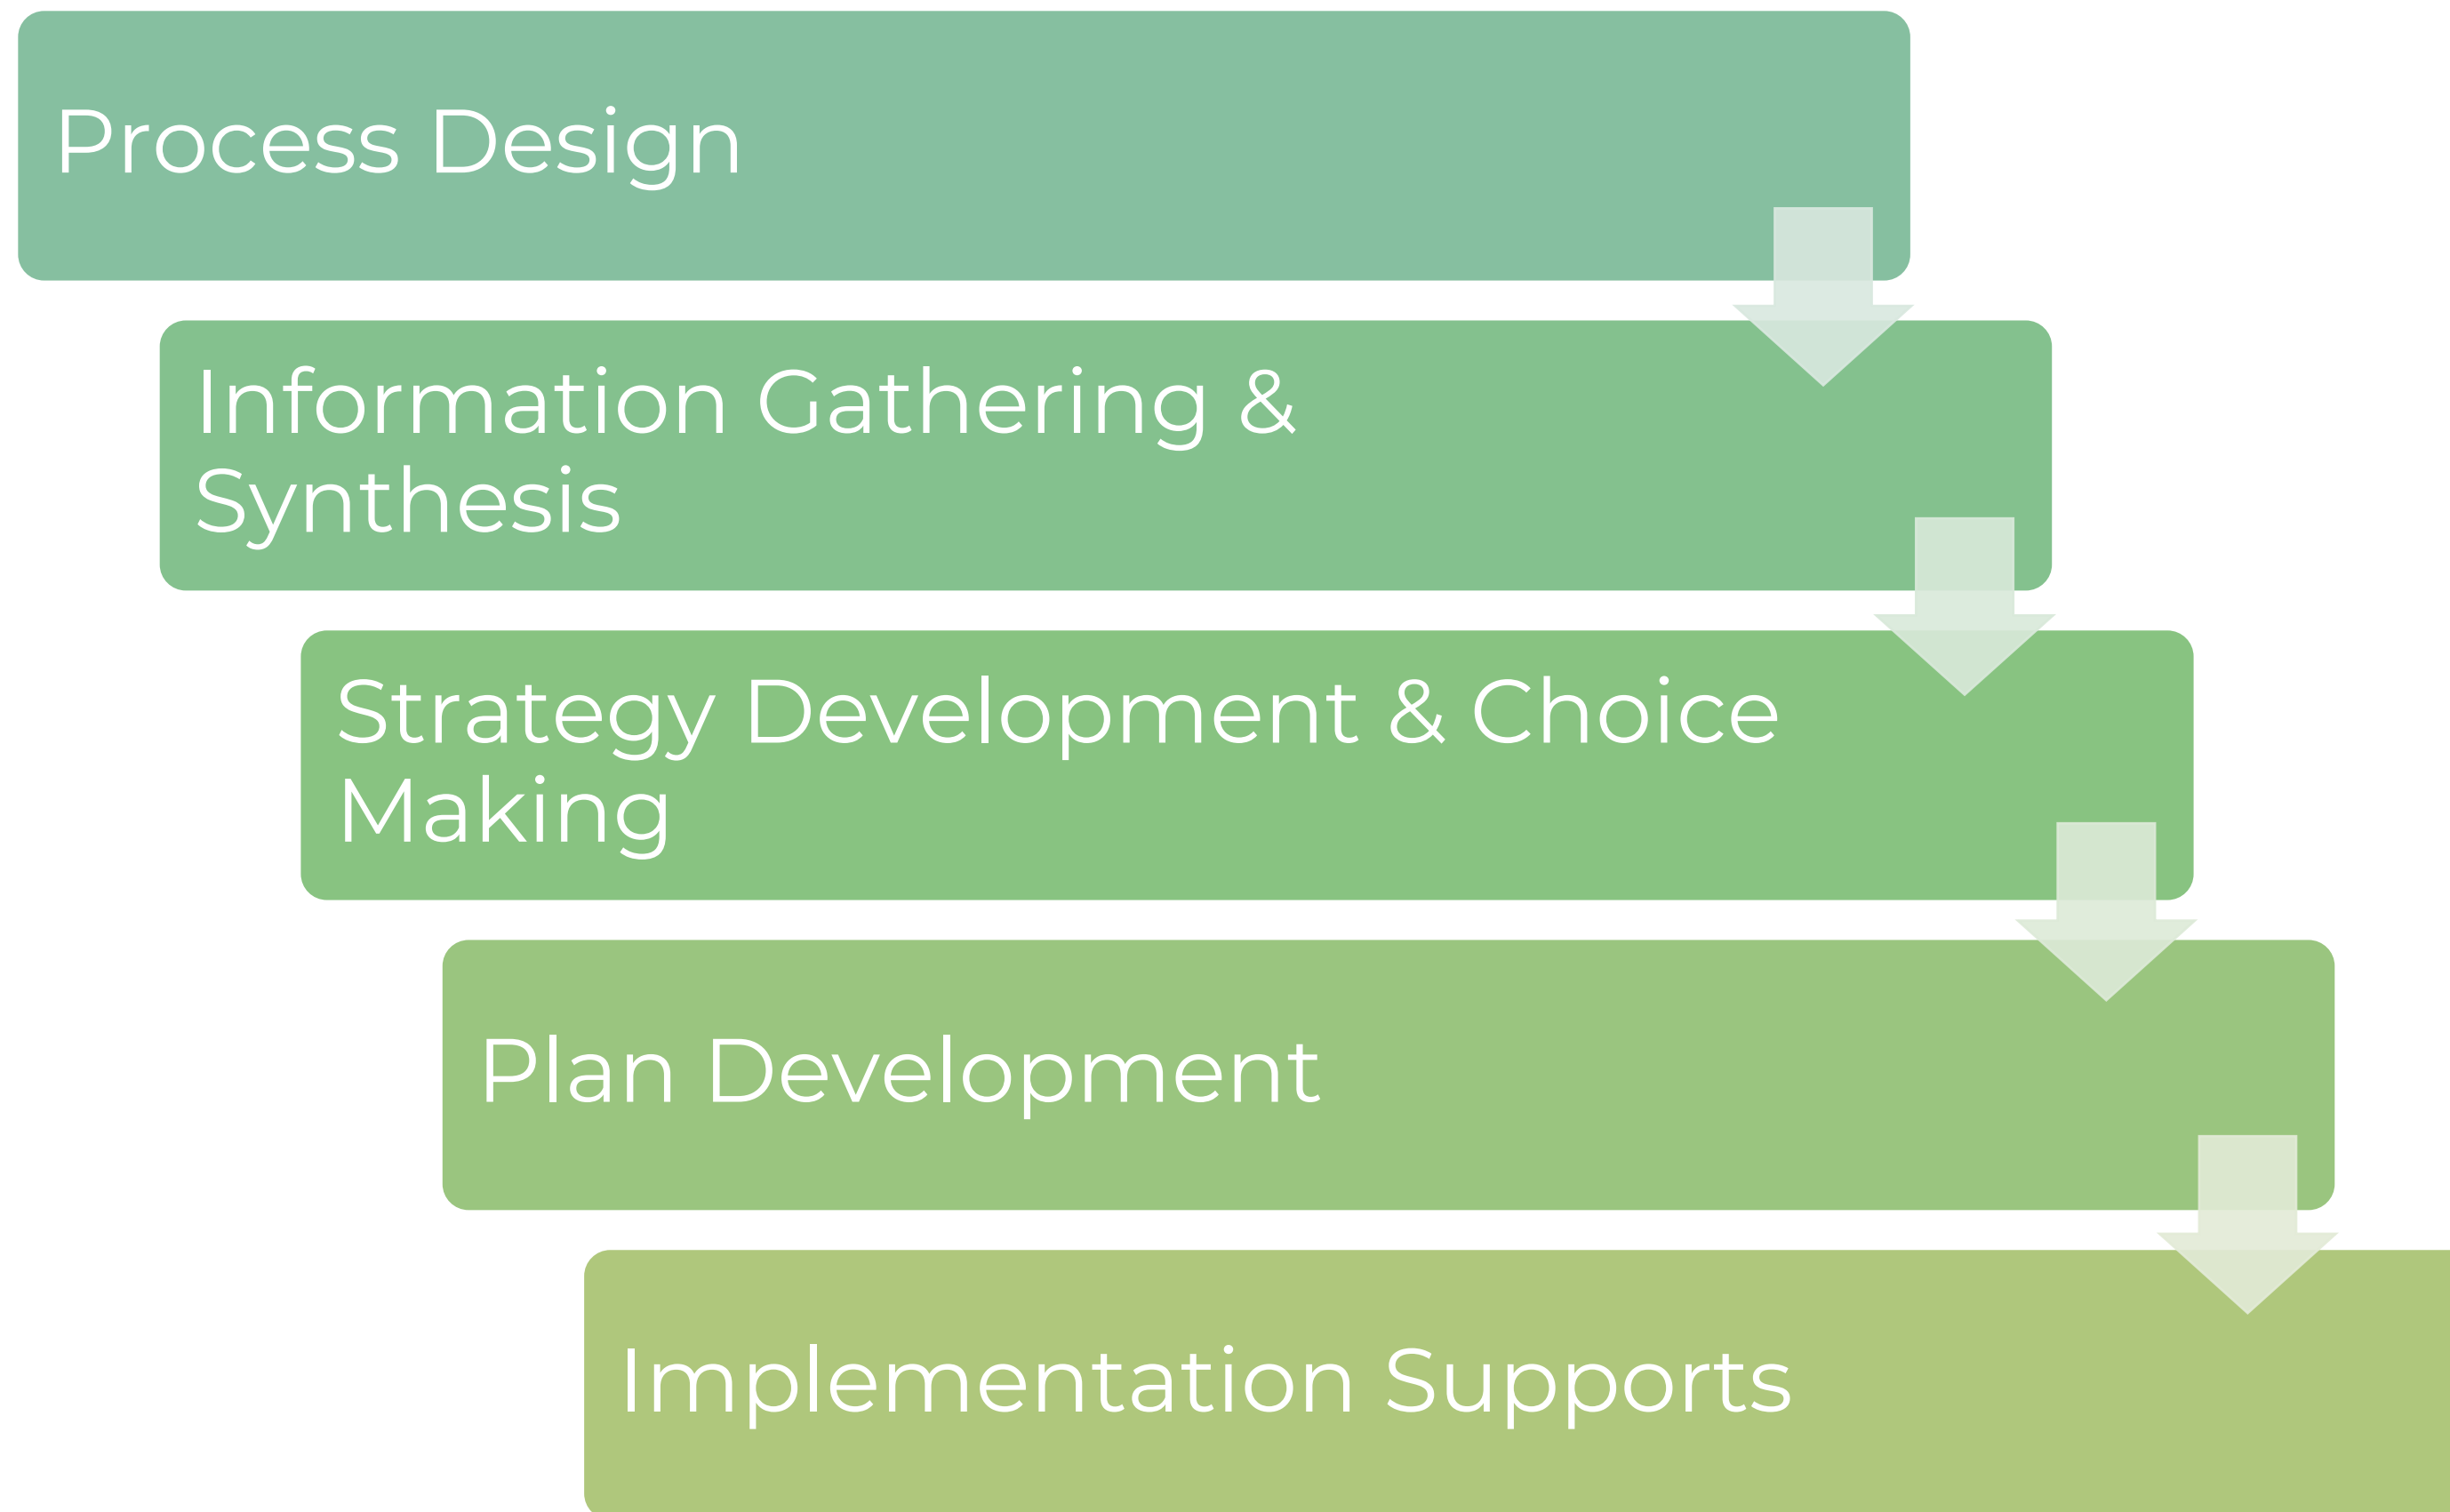 Process Design
Information Gathering &
Synthesis
Strategy Development & Choice
Making
Plan Development
Implementation Supports